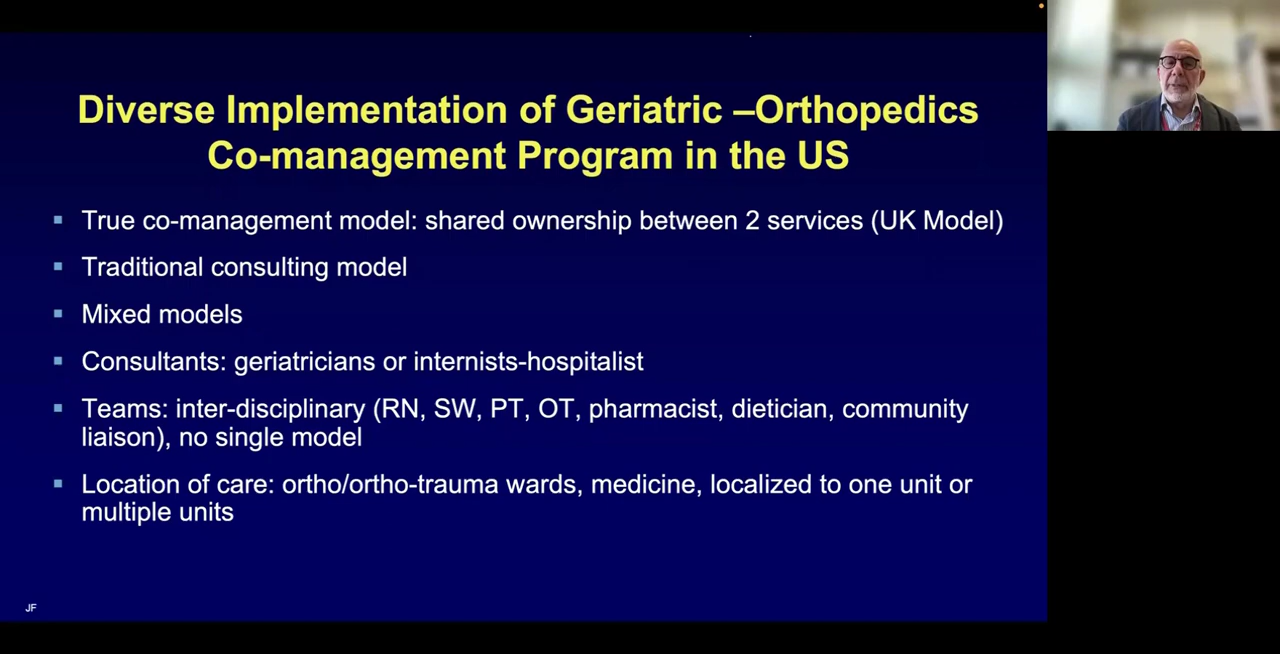 Diverse Implementation of Geriatric –Orthopedics
Co-management Program in the US
▪ True co-management model: shared ownership between 2 services (UK Model)
▪ Traditional consulting model
▪ Mixed models
▪ Consultants: geriatricians or internists-hospitalist
▪ Teams: inter-disciplinary (RN, SW, PT, OT, pharmacist, dietician, community
liaison), no single model
▪ Location of care: ortho/ortho-trauma wards, medicine, localized to one unit or
multiple units
JF